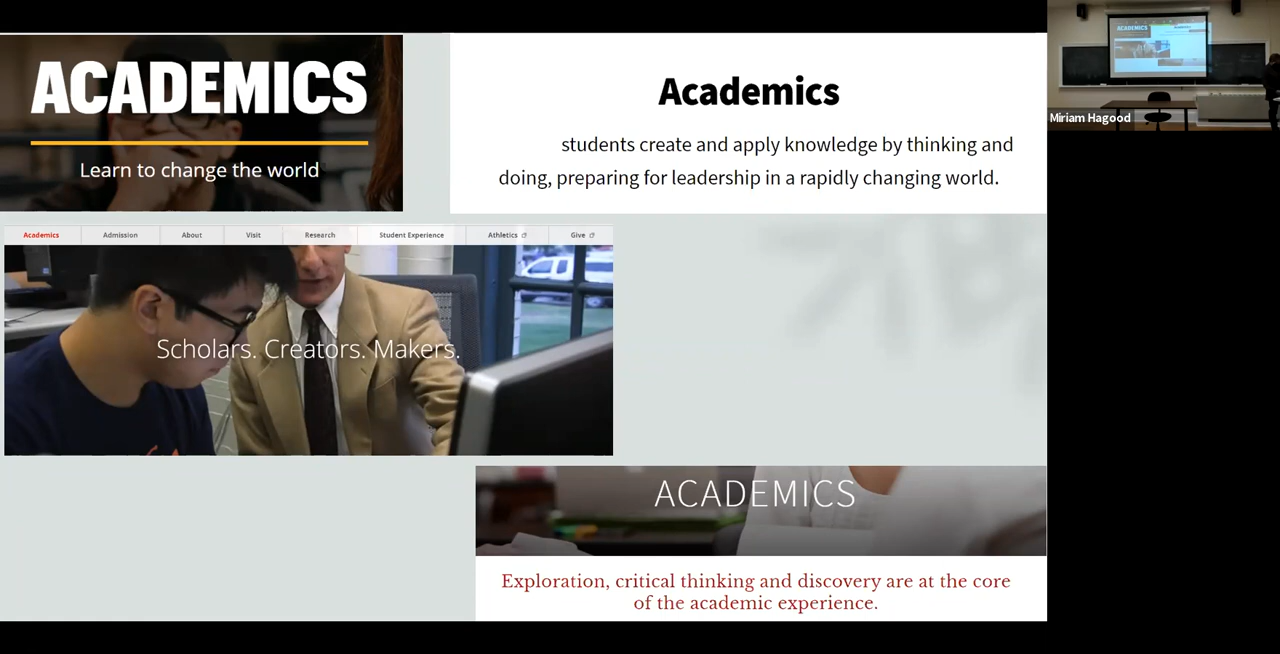 ACADEMICS
Learn to change the world
Academics
students create and apply knowledge by thinking and
doing, preparing for leadership in a rapidly changing world.
Miriam Hagood
Academics Admission About Visit Research Student Experience Athletics Give
Scholars. Creators. Makers.
ACADEMICS
Exploration, critical thinking and discovery are at the core
of the academic experience.